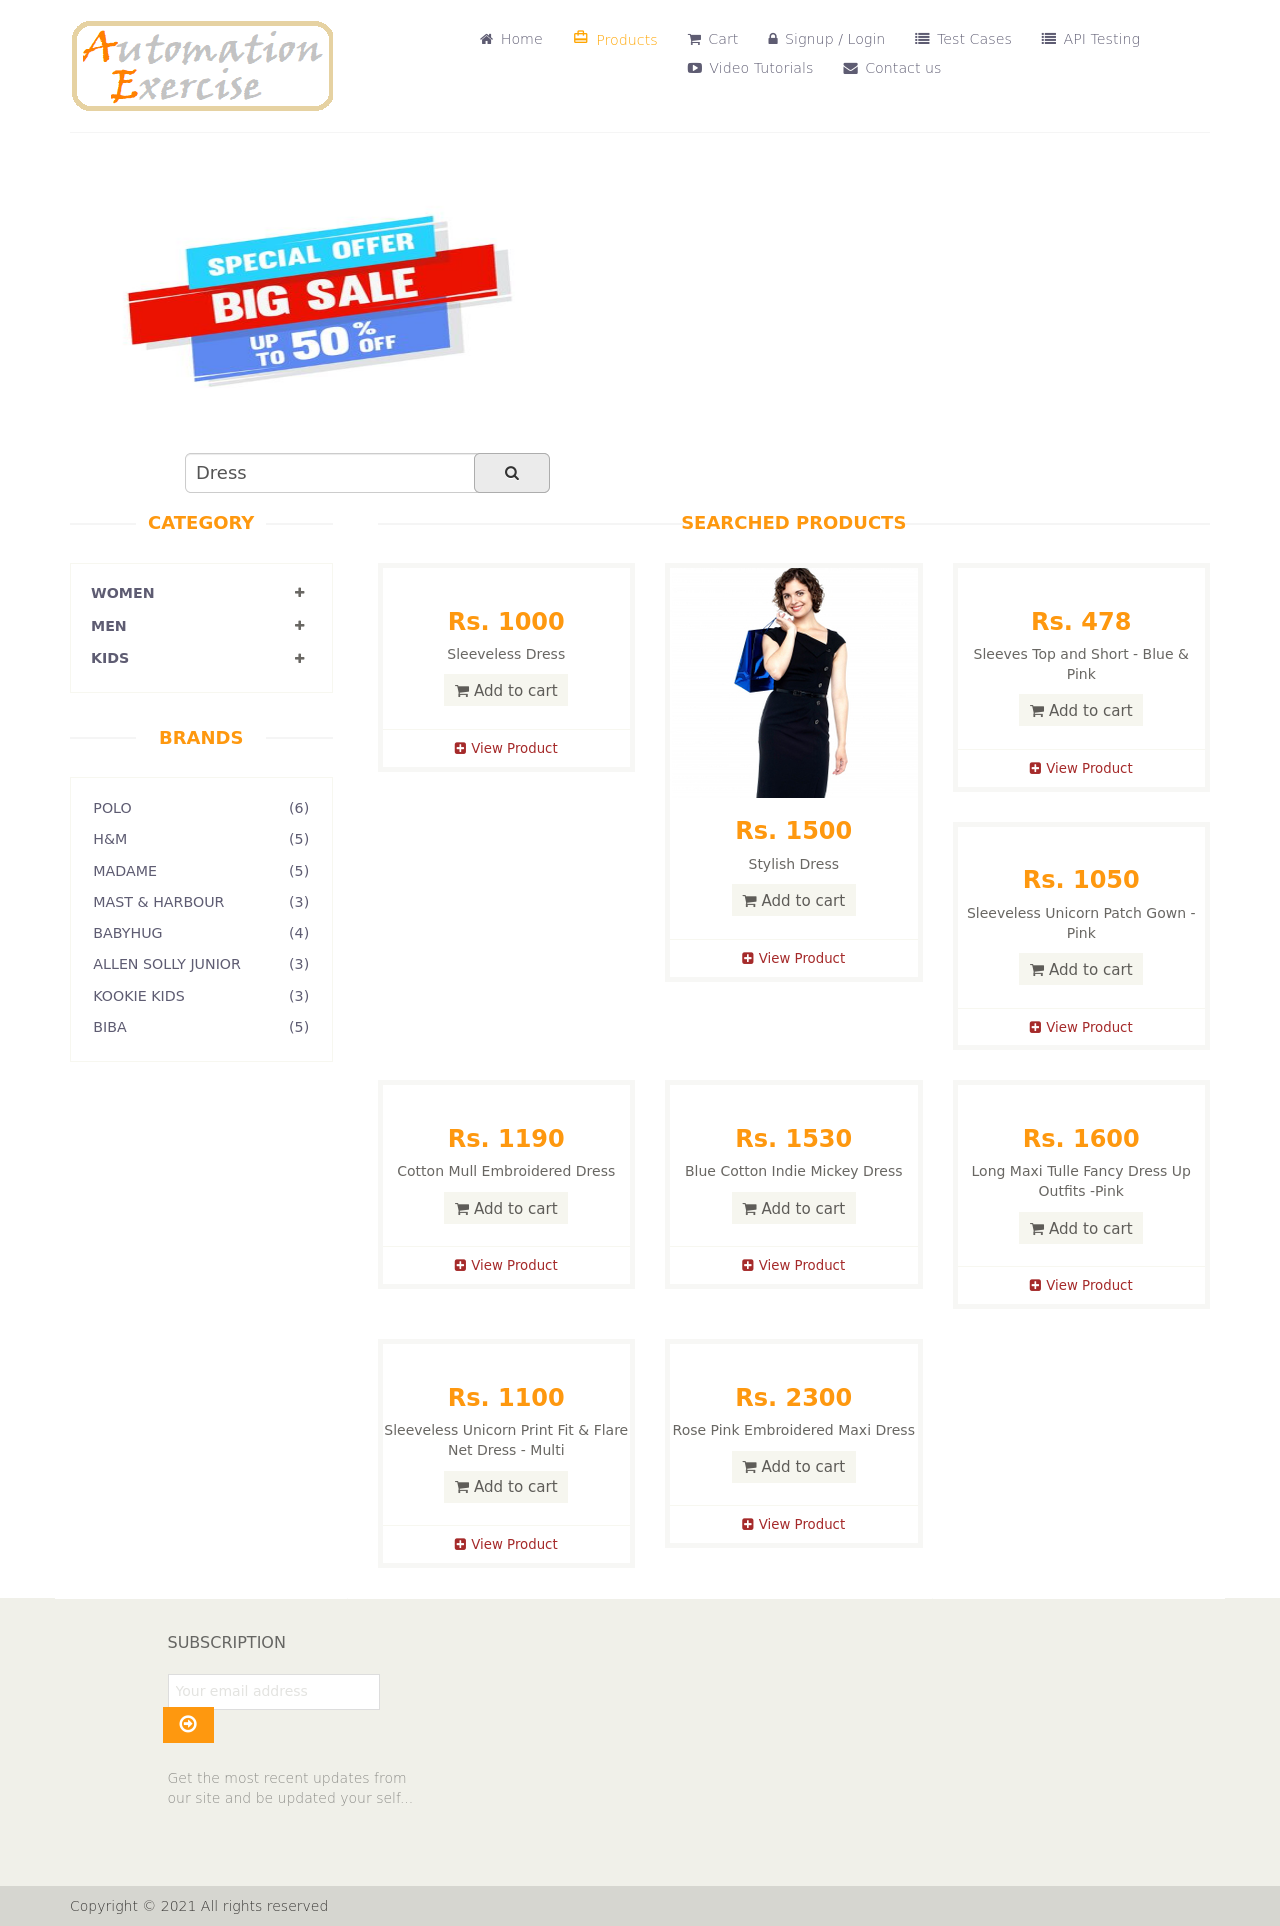 Automation
Exercise
Home
Products
Cart
Signup / Login
Test Cases
API Testing
Video Tutorials
Contact us
SPECIAL OFFER
BIG SALE
UP TO 50% OFF
Dress
CATEGORY
WOMEN
MEN
KIDS
BRANDS
POLO (6)
H&M (5)
MADAME (5)
MAST & HARBOUR (3)
BABYHUG (4)
ALLEN SOLLY JUNIOR (3)
KOOKIE KIDS (3)
BIBA (5)
SEARCHED PRODUCTS
Rs. 1000
Sleeveless Dress
Add to cart
View Product
Rs. 1500
Stylish Dress
Add to cart
View Product
Rs. 478
Sleeves Top and Short - Blue &
Pink
Add to cart
View Product
Rs. 1050
Sleeveless Unicorn Patch Gown -
Pink
Add to cart
View Product
Rs. 1190
Cotton Mull Embroidered Dress
Add to cart
View Product
Rs. 1530
Blue Cotton Indie Mickey Dress
Add to cart
View Product
Rs. 1600
Long Maxi Tulle Fancy Dress Up
Outfits -Pink
Add to cart
View Product
Rs. 1100
Sleeveless Unicorn Print Fit & Flare
Net Dress - Multi
Add to cart
View Product
Rs. 2300
Rose Pink Embroidered Maxi Dress
Add to cart
View Product
SUBSCRIPTION
Your email address
Get the most recent updates from
our site and be updated your self...
Copyright © 2021 All rights reserved